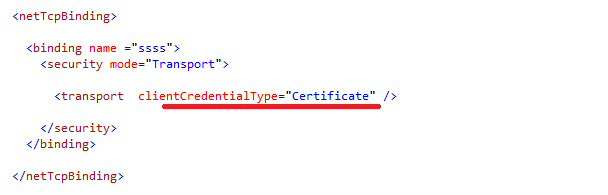 <netTcpBinding>
<binding name ="ssss">
<security mode="Transport">
<transport  clientCredentialType="Certificate" />
</security>
</binding>
</netTcpBinding>